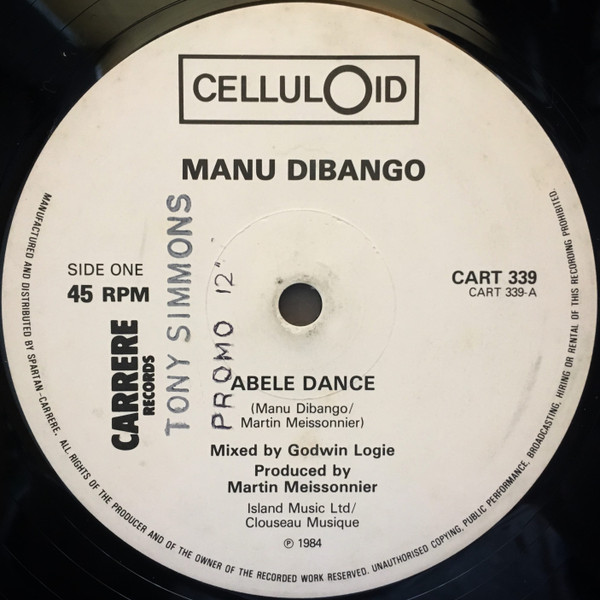 CELLULOID
MANU DIBANGO
SIDE ONE
45 RPM
CART 339
CART 339-A
CARRERE
RECORDS
TONY SIMMONS
PROMO 12"
ABELE DANCE
(Manu Dibango/
Martin Meissonnier)
Mixed by Godwin Logie
Produced by
Martin Meissonnier
Island Music Ltd/
Clouseau Musique
℗ 1984
MANUFACTURED AND DISTRIBUTED BY SPARTAN-CARRERE. ALL RIGHTS OF THE PRODUCER AND OF THE OWNER OF THE RECORDED WORK RESERVED. UNAUTHORISED COPYING, PUBLIC PERFORMANCE, BROADCASTING, HIRING OR RENTAL OF THIS RECORDING PROHIBITED.